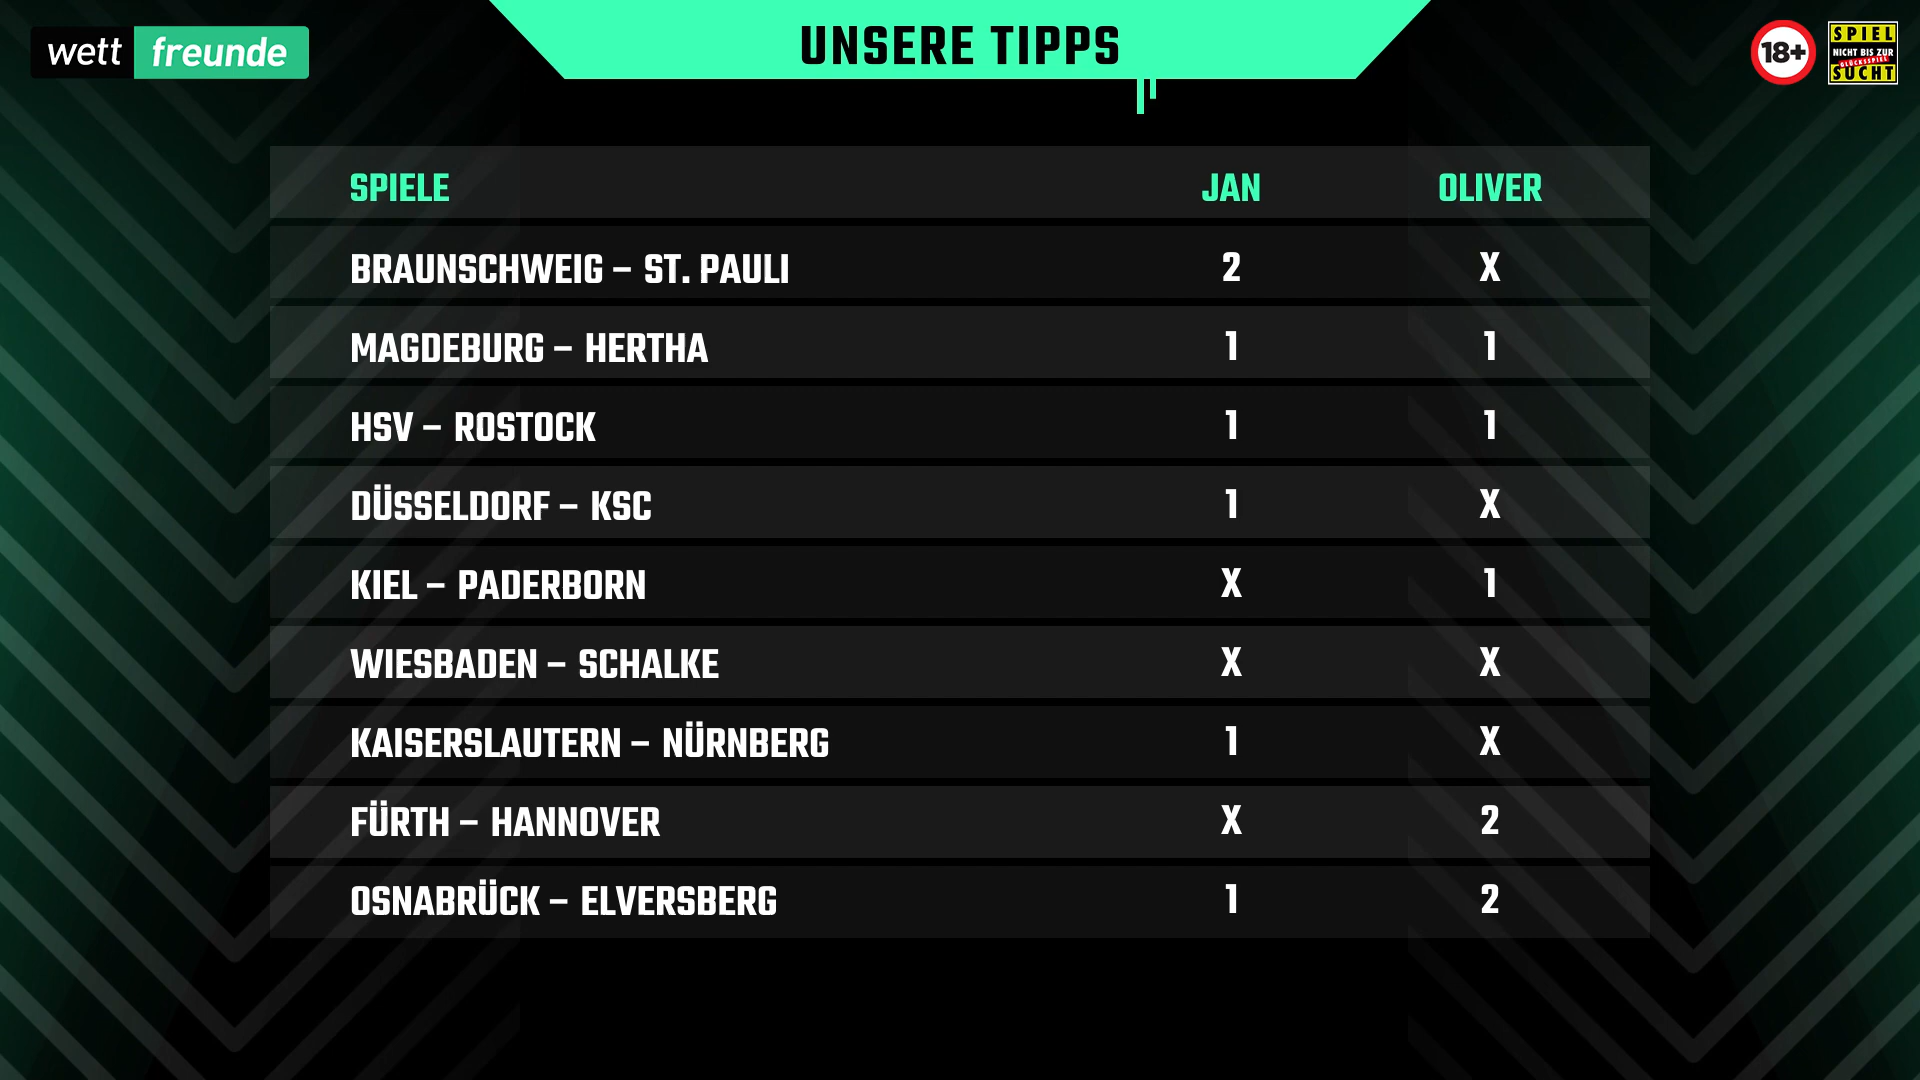 wett freunde
UNSERE TIPPS
18+
SPIEL
NICHT BIS ZUR
GLÜCKSSPIEL
SUCHT
SPIELE JAN OLIVER
BRAUNSCHWEIG – ST. PAULI 2 X
MAGDEBURG – HERTHA 1 1
HSV – ROSTOCK 1 1
DÜSSELDORF – KSC 1 X
KIEL – PADERBORN X 1
WIESBADEN – SCHALKE X X
KAISERSLAUTERN – NÜRNBERG 1 X
FÜRTH – HANNOVER X 2
OSNABRÜCK – ELVERSBERG 1 2